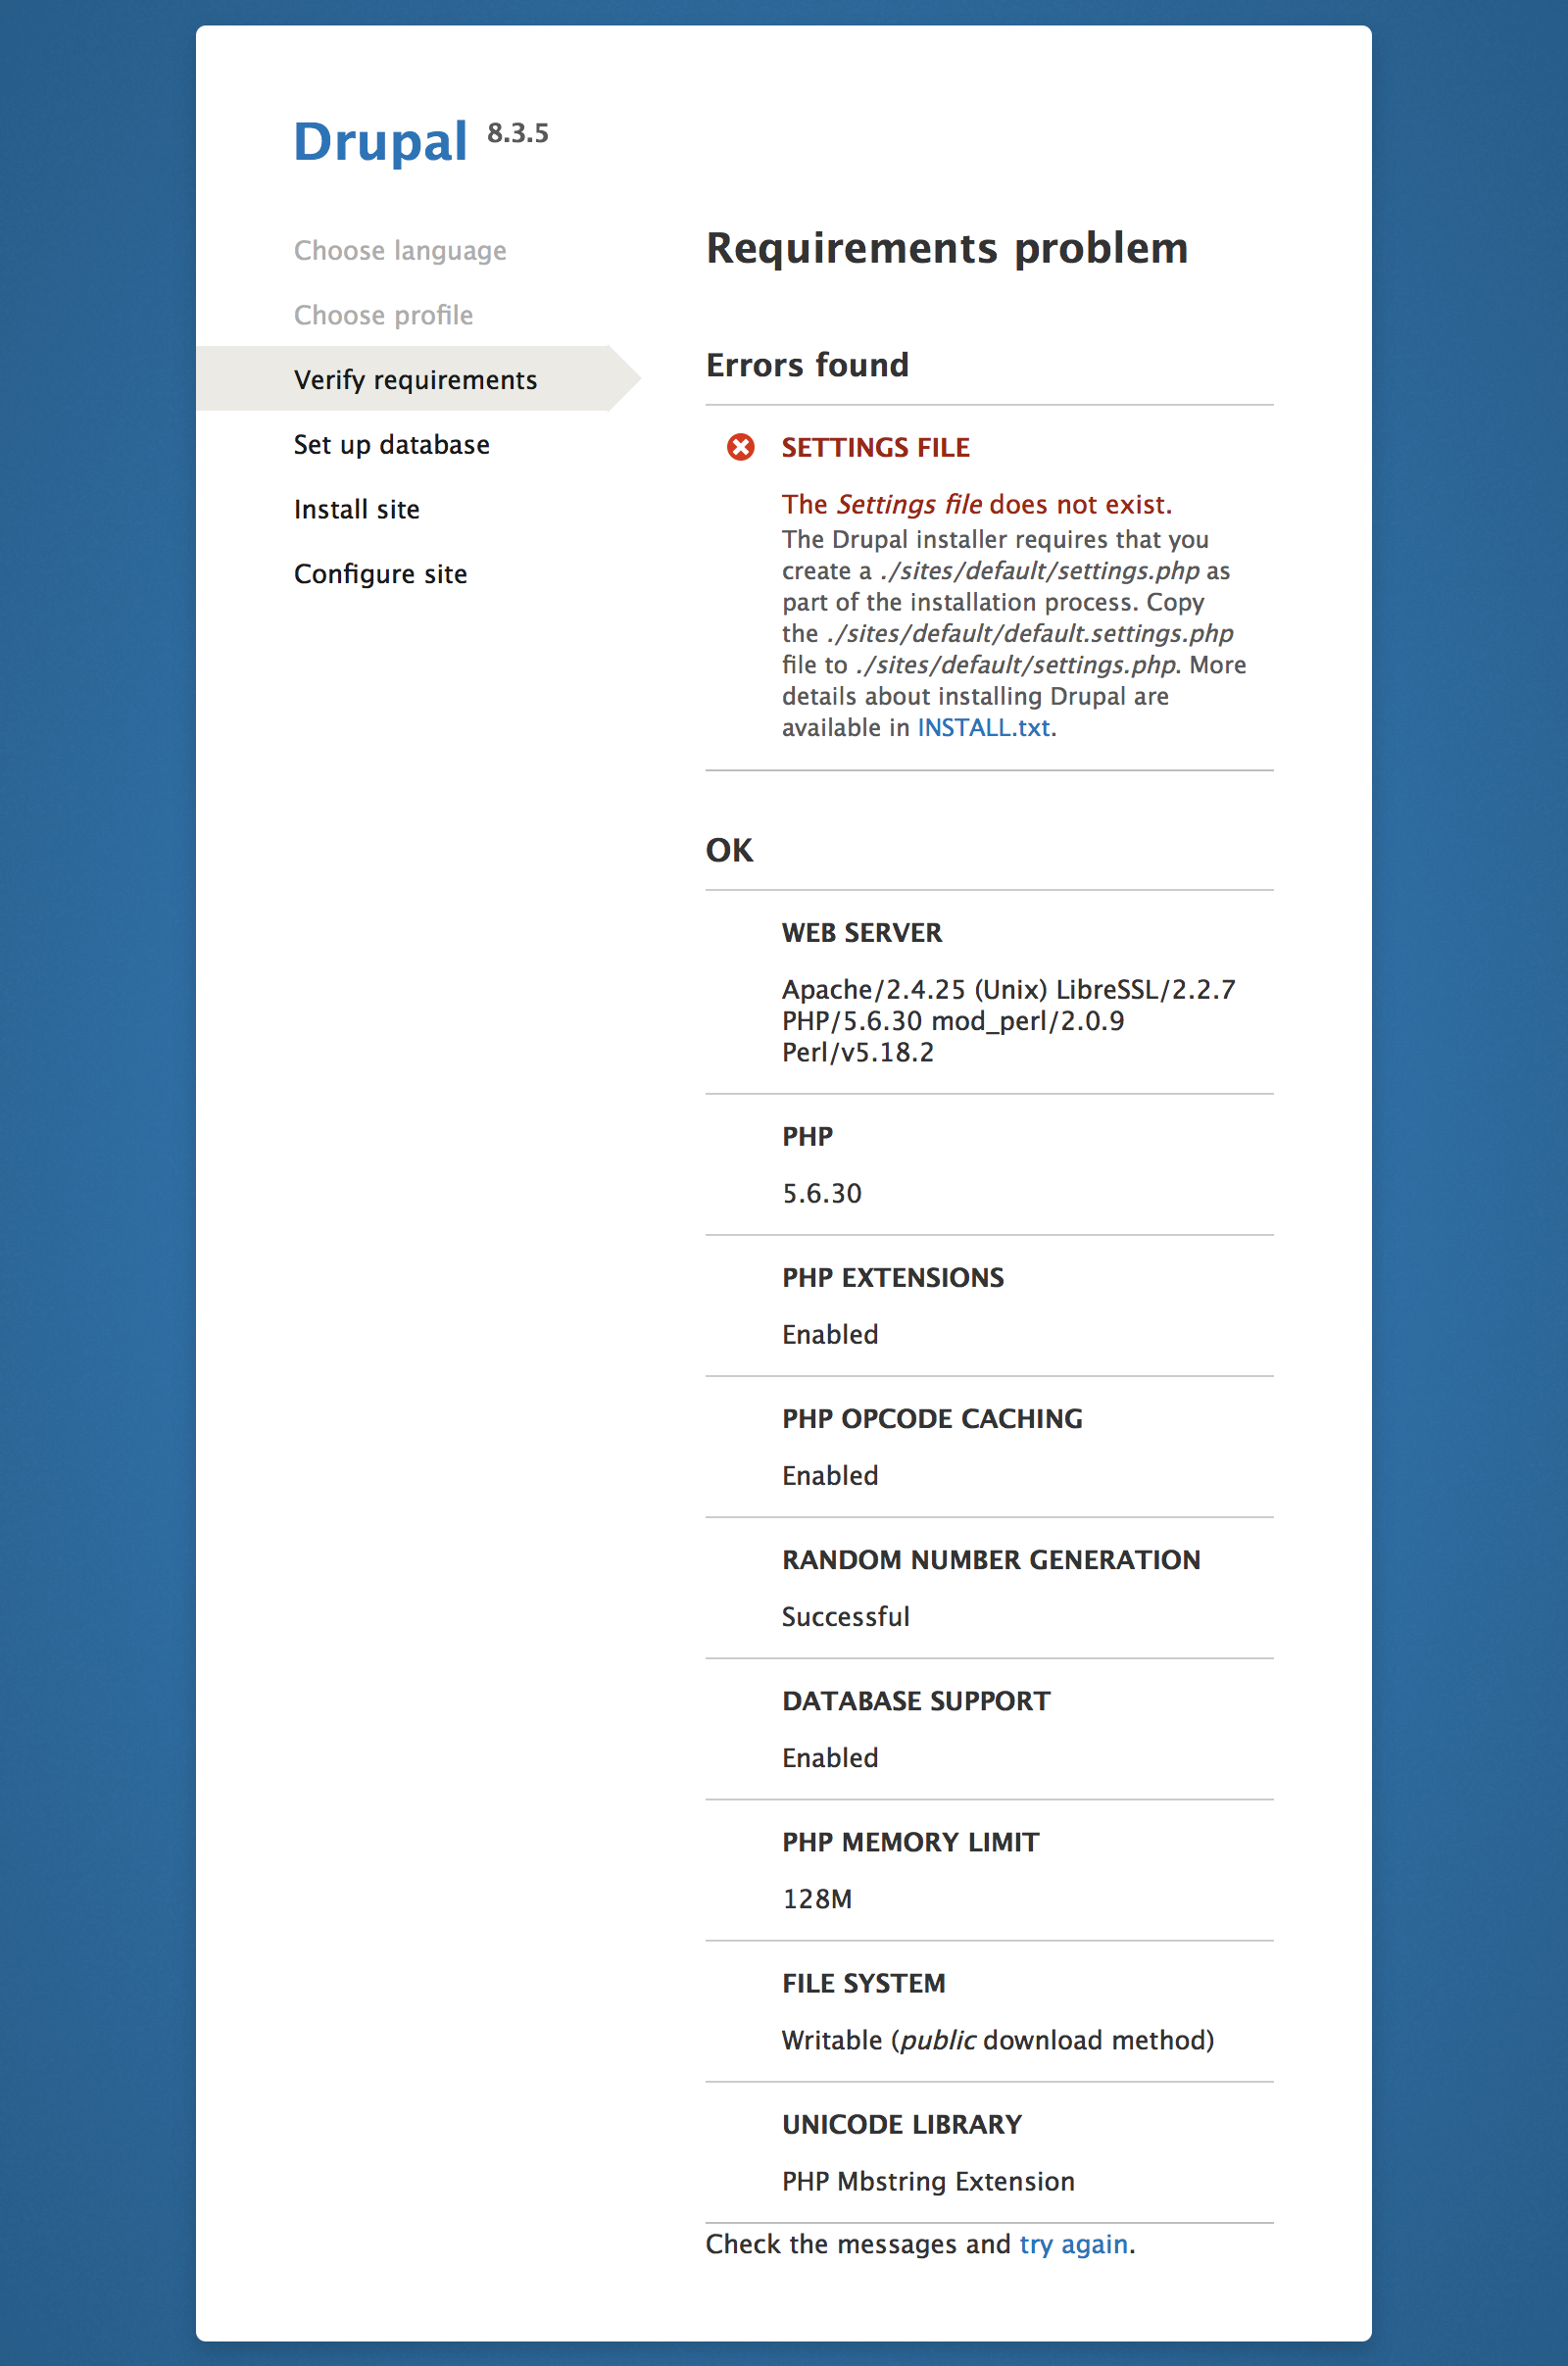 Drupal 8.3.5
Choose language
Choose profile
Verify requirements
Set up database
Install site
Configure site
Requirements problem
Errors found
SETTINGS FILE
The Settings file does not exist.
The Drupal installer requires that you
create a ./sites/default/settings.php as
part of the installation process. Copy
the ./sites/default/default.settings.php
file to ./sites/default/settings.php. More
details about installing Drupal are
available in INSTALL.txt.
OK
WEB SERVER
Apache/2.4.25 (Unix) LibreSSL/2.2.7
PHP/5.6.30 mod_perl/2.0.9
Perl/v5.18.2
PHP
5.6.30
PHP EXTENSIONS
Enabled
PHP OPCODE CACHING
Enabled
RANDOM NUMBER GENERATION
Successful
DATABASE SUPPORT
Enabled
PHP MEMORY LIMIT
128M
FILE SYSTEM
Writable (public download method)
UNICODE LIBRARY
PHP Mbstring Extension
Check the messages and try again.